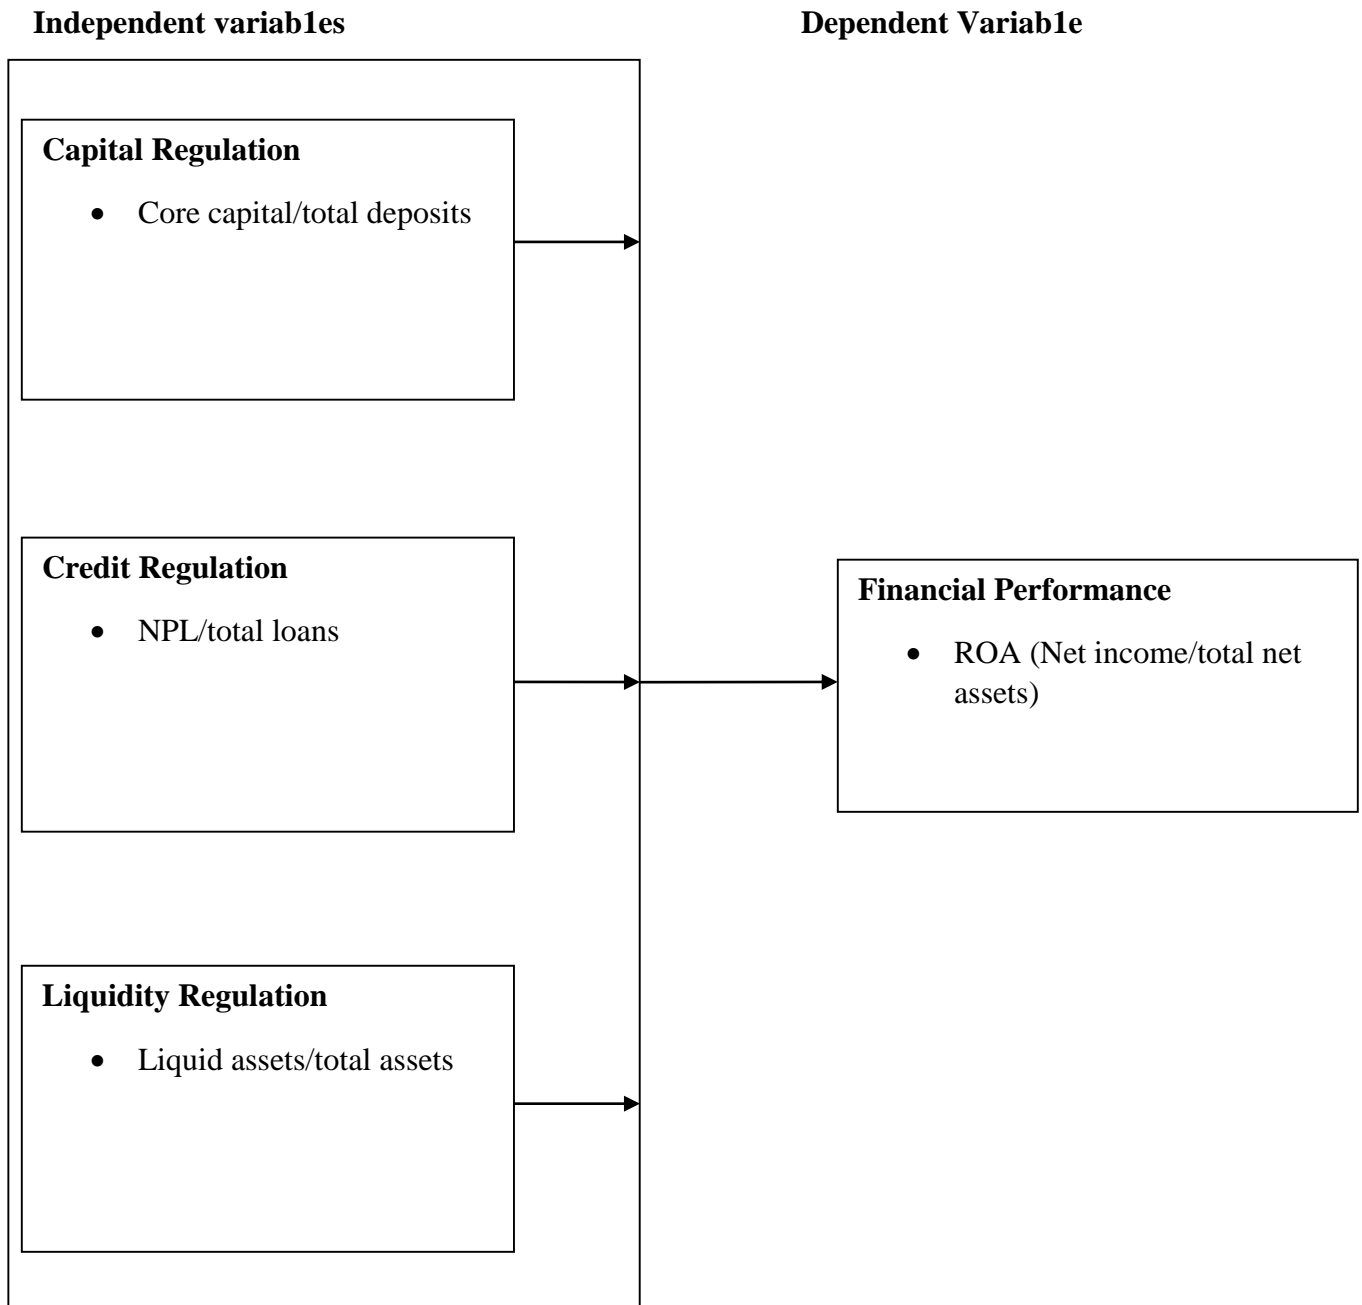 Independent variab1es
Dependent Variab1e
Capital Regulation
• Core capital/total deposits
Credit Regulation
• NPL/total loans
Financial Performance
• ROA (Net income/total net
assets)
Liquidity Regulation
• Liquid assets/total assets